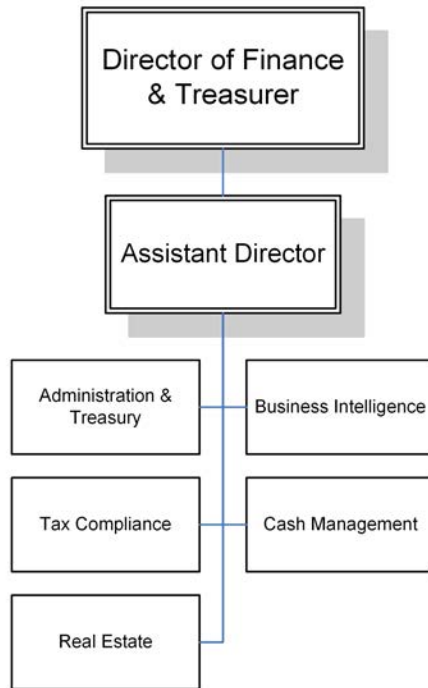 Director of Finance
& Treasurer
Assistant Director
Administration &
Treasury
Business Intelligence
Tax Compliance
Cash Management
Real Estate